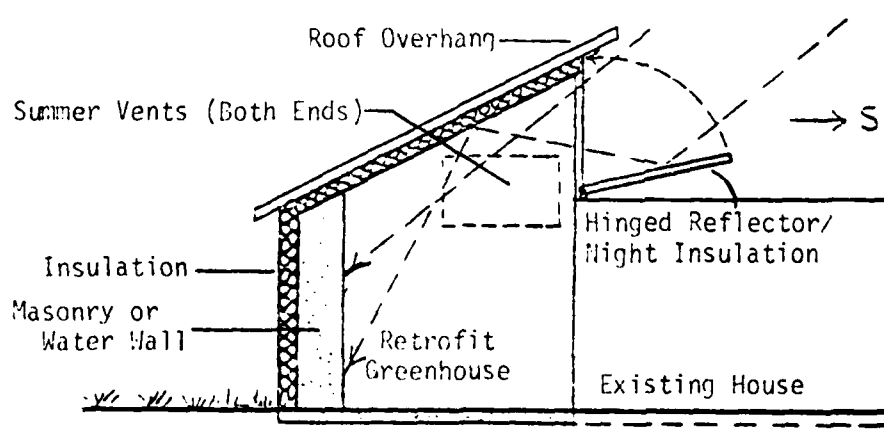 Roof Overhang
Summer Vents (Both Ends)
S
Hinged Reflector/
Night Insulation
Insulation
Masonry or
Water Wall
Retrofit
Greenhouse
Existing House